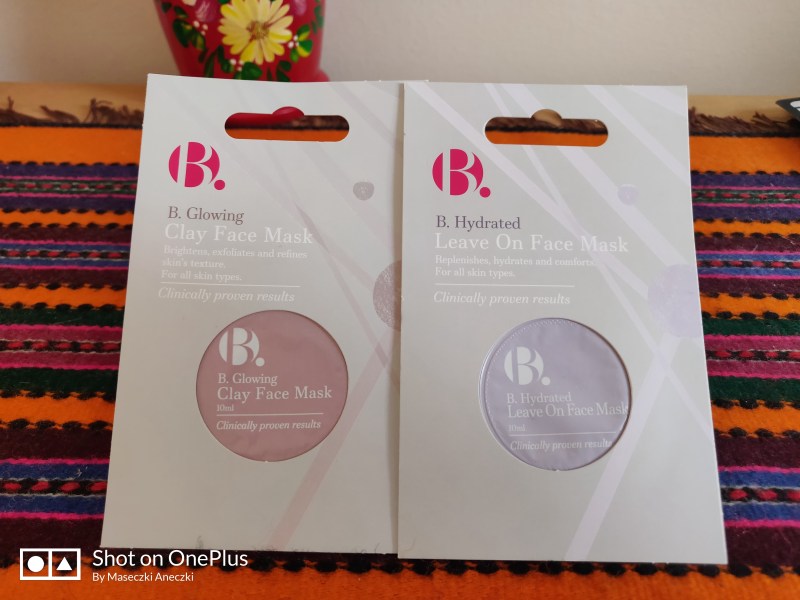 B.
B. Glowing
Clay Face Mask
Brightens, exfoliates and refines
skin's texture.
For all skin types.
Clinically proven results
B.
B. Glowing
Clay Face Mask
10ml
Clinically proven results
B.
B. Hydrated
Leave On Face Mask
Replenishes, hydrates and comforts.
For all skin types.
Clinically proven results
B.
B. Hydrated
Leave On Face Mask
10ml
Clinically proven results
Shot on OnePlus
By Maseczki Aneczki